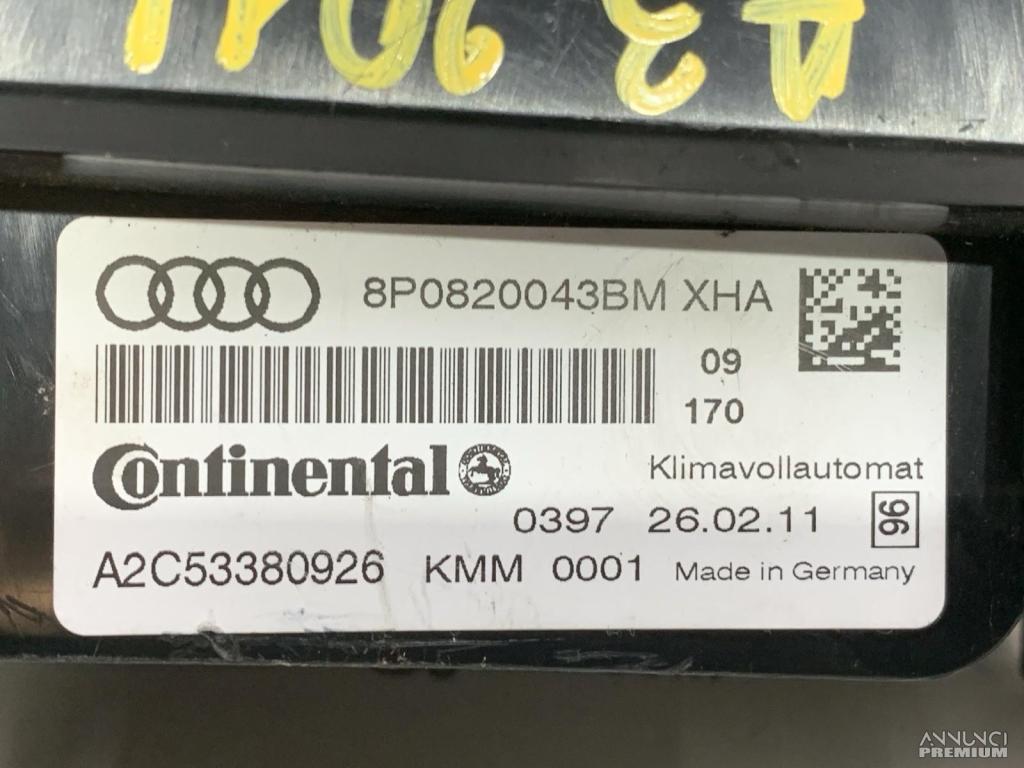 A3 2011
8P0820043BM XHA
09
170
Continental
Klimavollautomat
0397 26.02.11 96
A2C53380926 KMM 0001 Made in Germany
ANNUNCI
PREMIUM